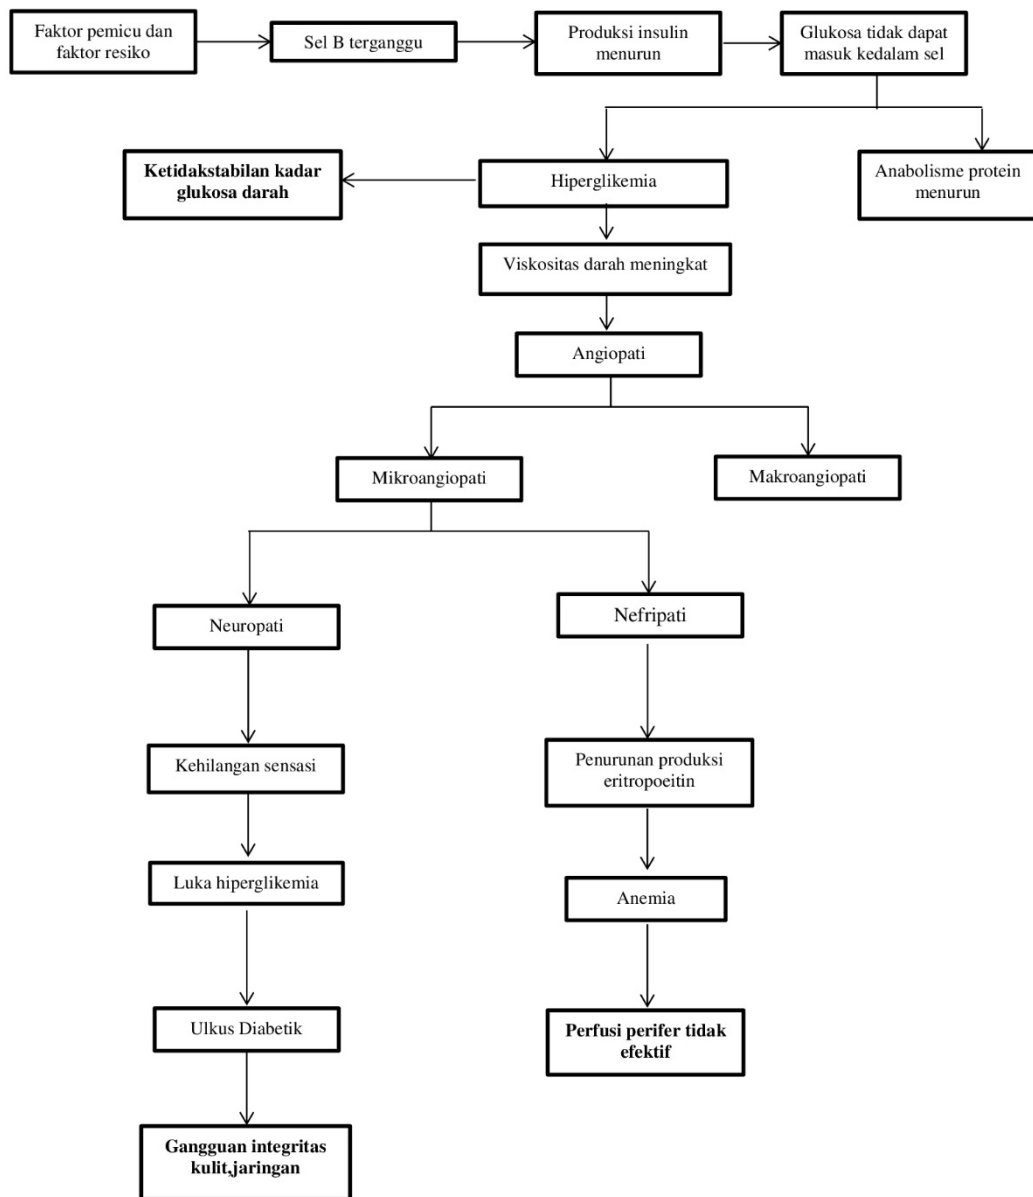 Faktor pemicu dan
faktor resiko
Sel B terganggu
Produksi insulin
menurun
Glukosa tidak dapat
masuk kedalam sel
Ketidakstabilan kadar
glukosa darah
Hiperglikemia
Anabolisme protein
menurun
Viskositas darah meningkat
Angiopati
Mikroangiopati
Makroangiopati
Neuropati
Nefripati
Kehilangan sensasi
Penurunan produksi
eritropoeitin
Luka hiperglikemia
Anemia
Ulkus Diabetik
Perfusi perifer tidak
efektif
Gangguan integritas
kulit,jaringan